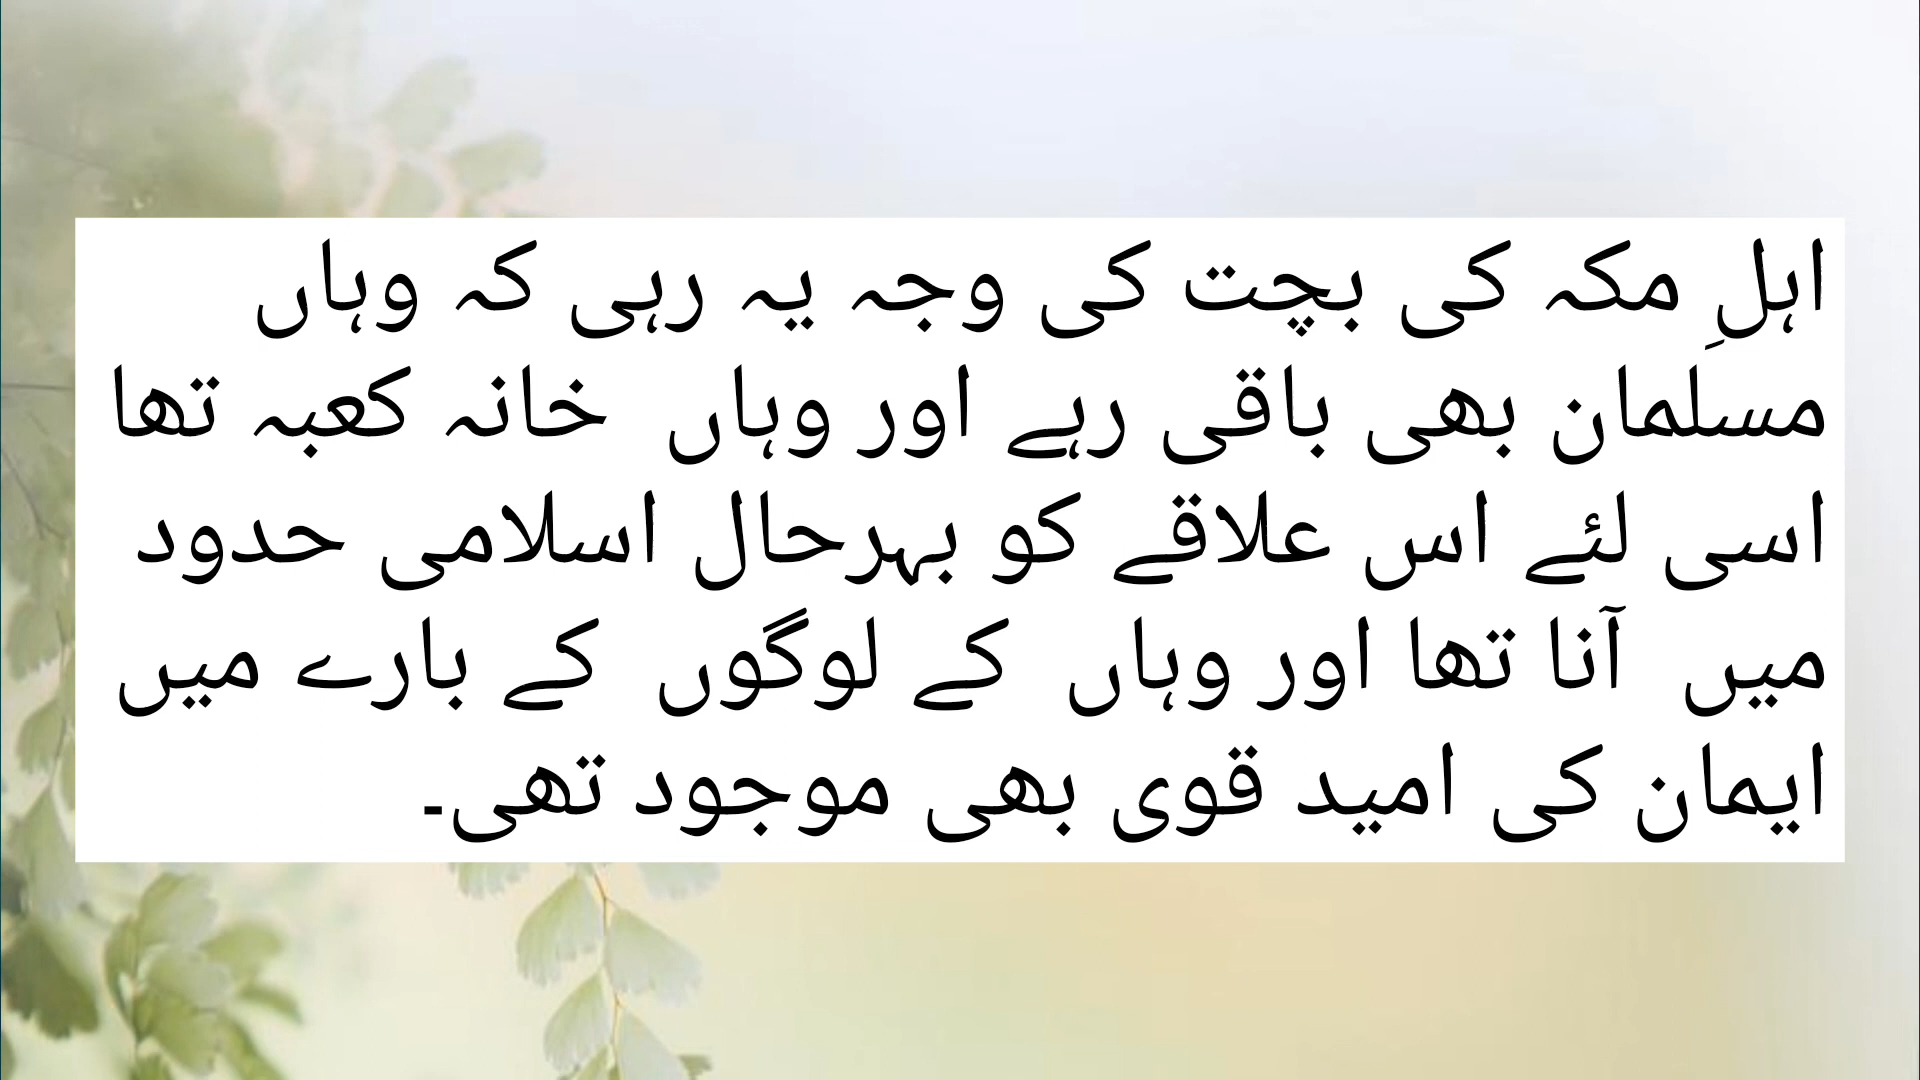 اہلِ مکہ کی بچت کی وجہ یہ رہی کہ وہاں
مسلمان بھی باقی رہے اور وہاں خانہ کعبہ تھا
اسی لئے اس علاقے کو بہرحال اسلامی حدود
میں آنا تھا اور وہاں کے لوگوں کے بارے میں
ایمان کی امید قوی بھی موجود تھی۔